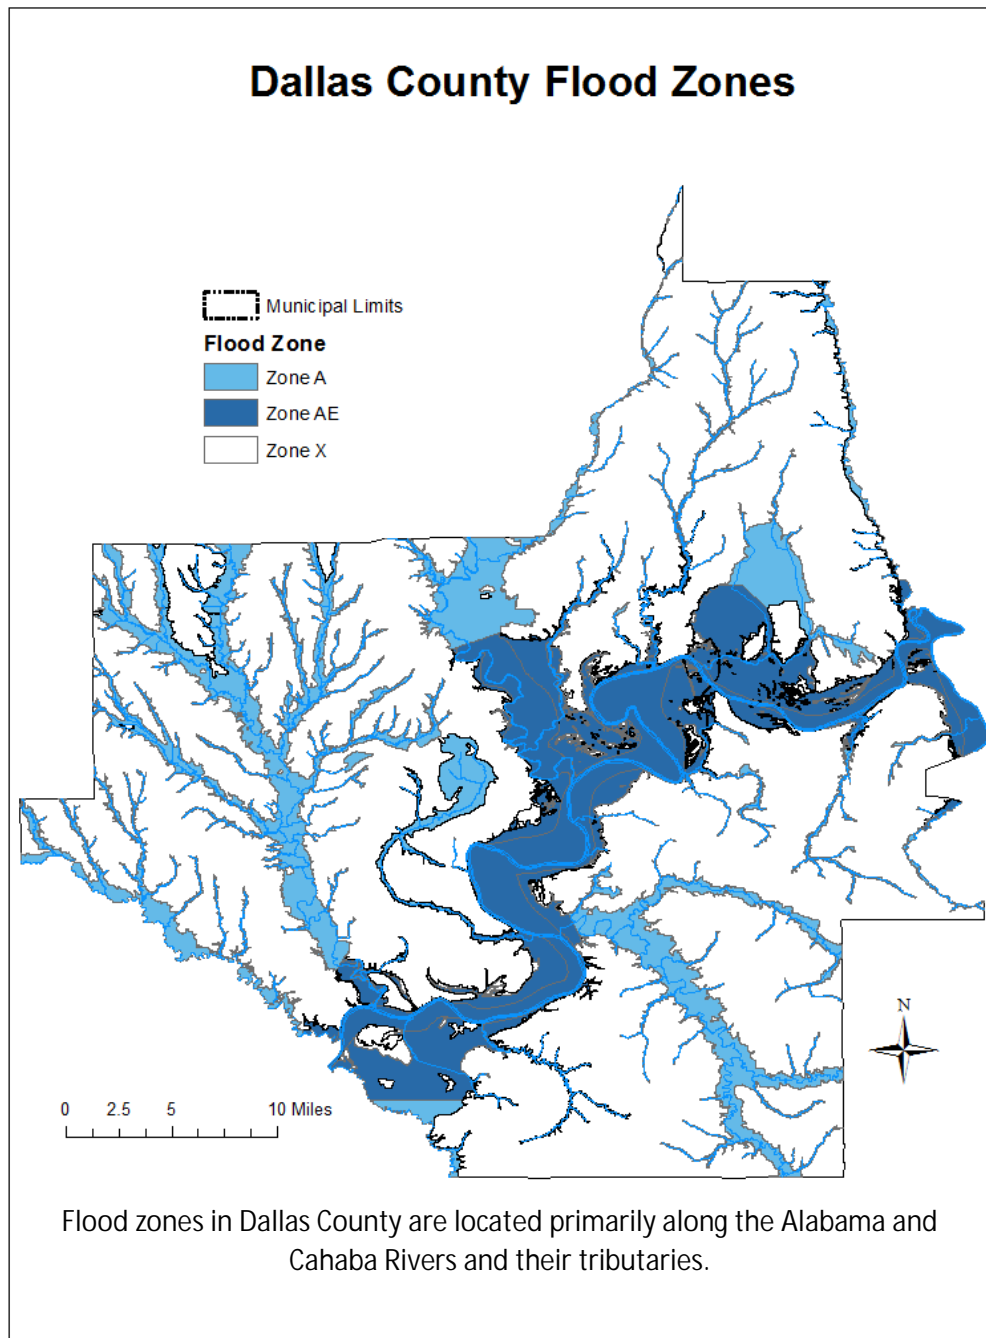 Dallas County Flood Zones
Municipal Limits
Flood Zone
Zone A
Zone AE
Zone X
N
0 2.5 5 10 Miles
Flood zones in Dallas County are located primarily along the Alabama and
Cahaba Rivers and their tributaries.